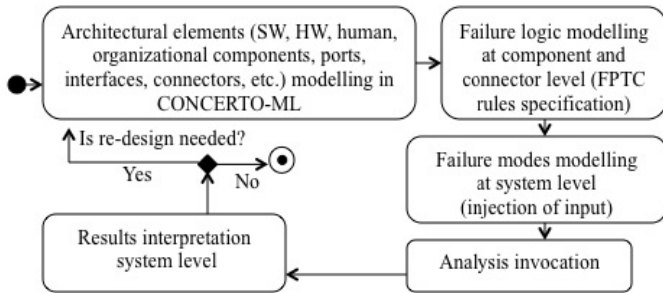 Architectural elements (SW, HW, human,
organizational components, ports,
interfaces, connectors, etc.) modelling in
CONCERTO-ML
Failure logic modelling
at component and
connector level (FPTC
rules specification)
Is re-design needed?
Yes
No
Failure modes modelling
at system level
(injection of input)
Results interpretation
system level
Analysis invocation